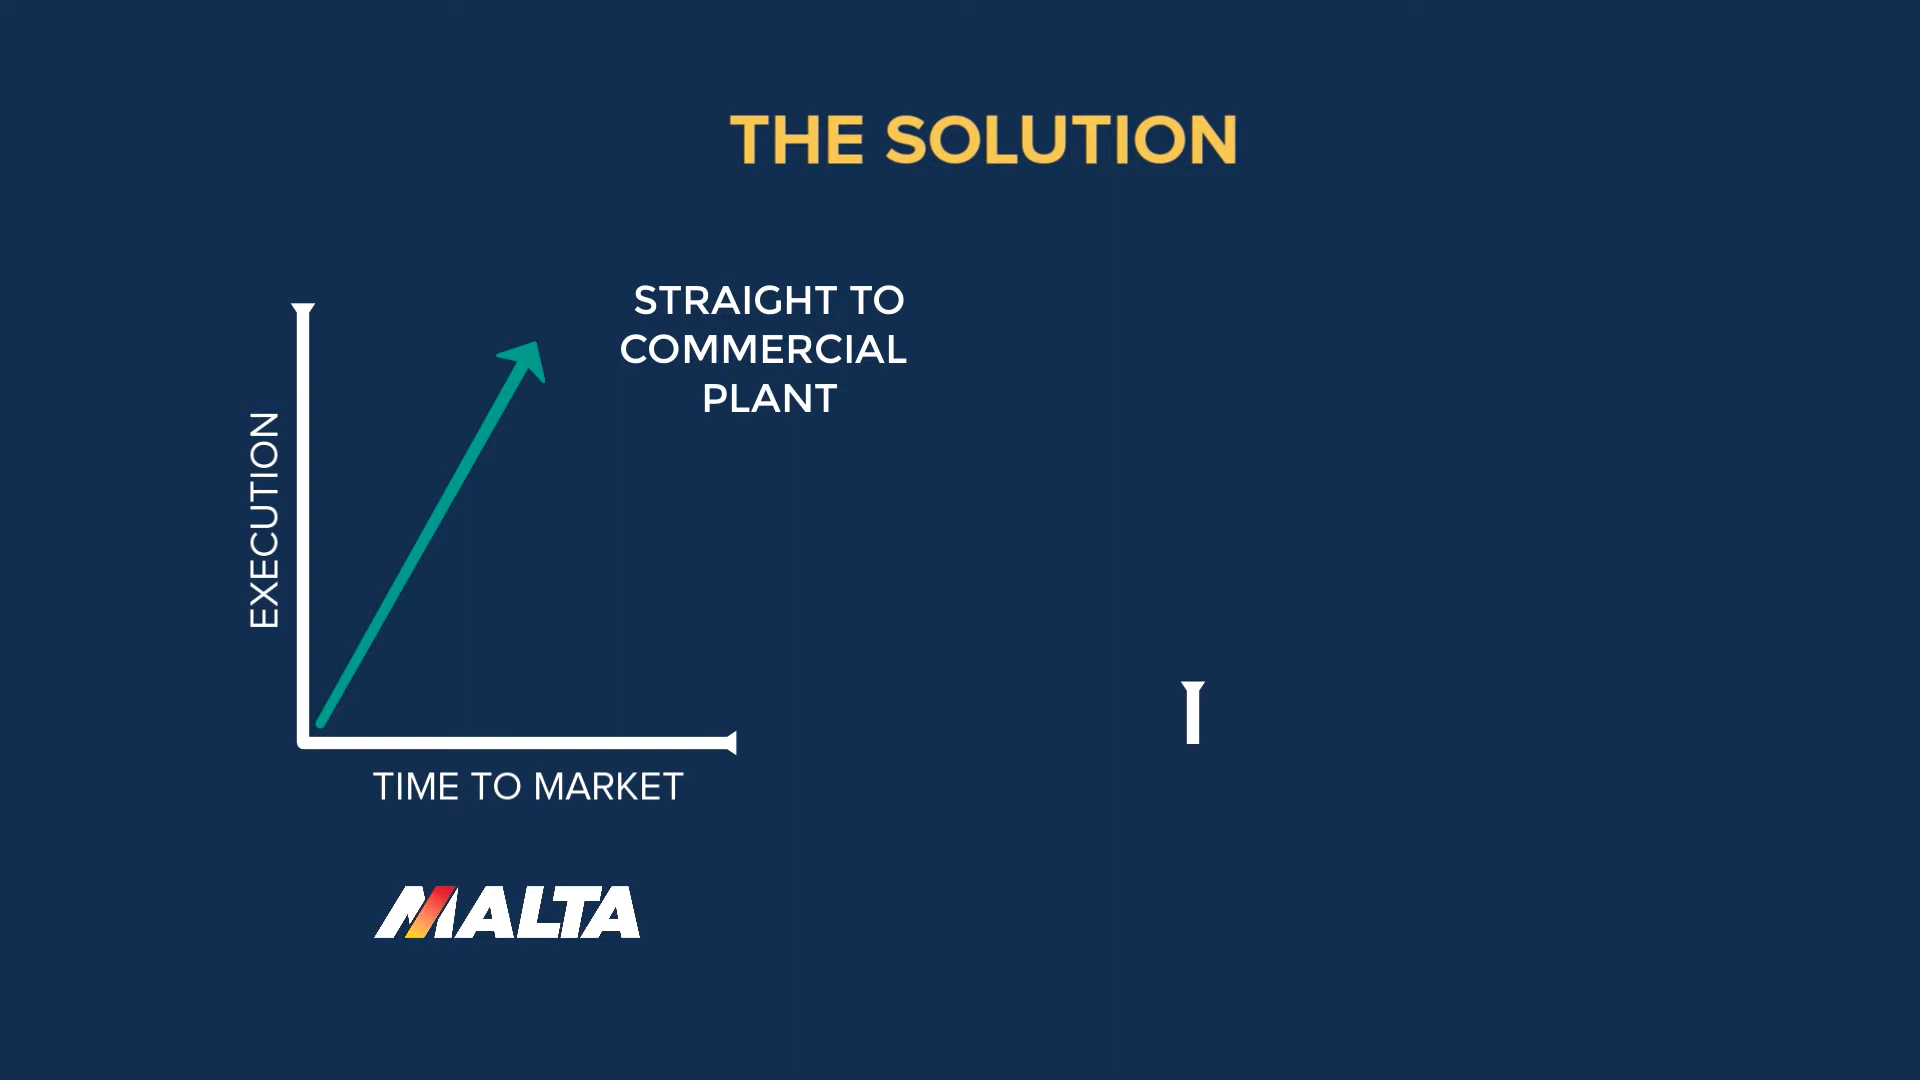 THE SOLUTION
STRAIGHT TO
COMMERCIAL
PLANT
EXECUTION
TIME TO MARKET
MALTA